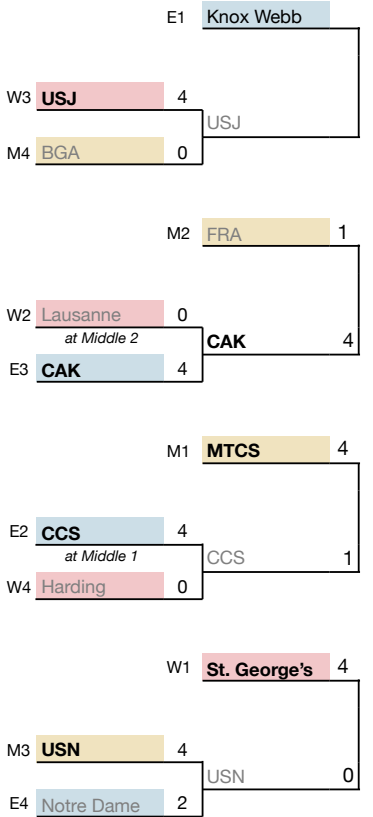 E1 Knox Webb
W3 USJ 4
USJ
M4 BGA 0
M2 FRA 1
W2 Lausanne 0
at Middle 2
CAK 4
E3 CAK 4
M1 MTCS 4
E2 CCS 4
at Middle 1
CCS 1
W4 Harding 0
W1 St. George's 4
M3 USN 4
USN 0
E4 Notre Dame 2